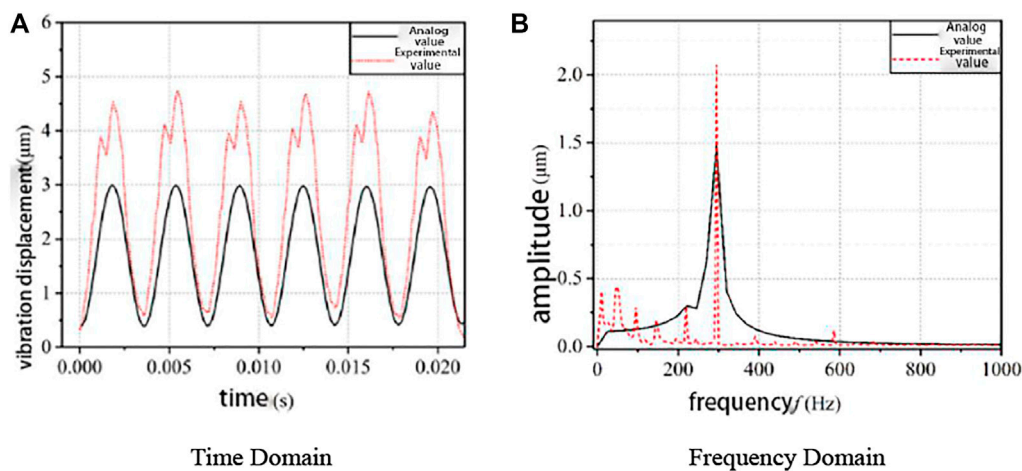 A
6
5
4
3
2
1
0
vibration displacement(μm)
Analog
value
Experimental
value
0.000
0.005
0.010
0.015
0.020
time (s)
Time Domain
B
2.0
1.5
1.0
0.5
0.0
amplitude (μm)
Analog
value
Experimental
value
0
200
400
600
800
1000
frequency f (Hz)
Frequency Domain